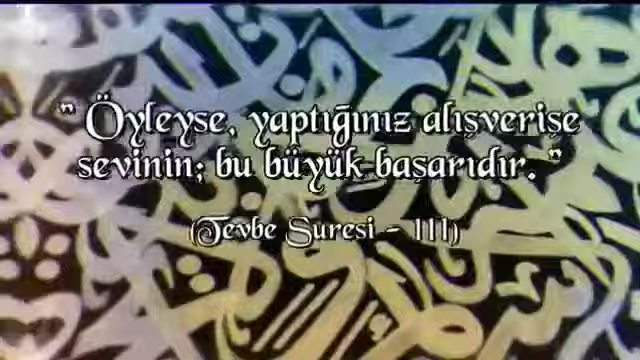 " Öyleyse, yaptığınız alışverişe
sevinin; bu büyük başarıdır. "
(Tevbe Suresi - 111)